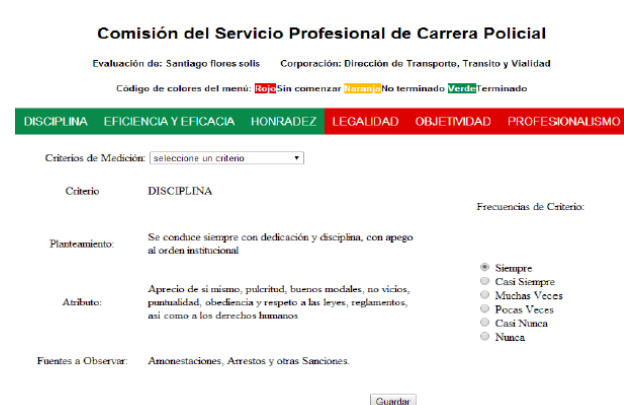 Comisión del Servicio Profesional de Carrera Policial
Evaluación de: Santiago flores solis Corporación: Dirección de Transporte, Transito y Vialidad
Código de colores del menú: Rojo Sin comenzar Naranja No terminado Verde Terminado
DISCIPLINA EFICIENCIA Y EFICACIA HONRADEZ LEGALIDAD OBJETIVIDAD PROFESIONALISMO
Criterios de Medición: seleccione un criterio
Criterio DISCIPLINA
Frecuencias de Criterio:
Planteamiento: Se conduce siempre con dedicación y disciplina, con apego
al orden institucional
Atributo: Aprecio de si mismo, pulcritud, buenos modales, no vicios,
puntualidad, obediencia y respeto a las leyes, reglamentos,
asi como a los derechos humanos
Siempre
Casi Siempre
Muchas Veces
Pocas Veces
Casi Nunca
Nunca
Fuentes a Observar: Amonestaciones, Arrestos y otras Sanciones.
Guardar